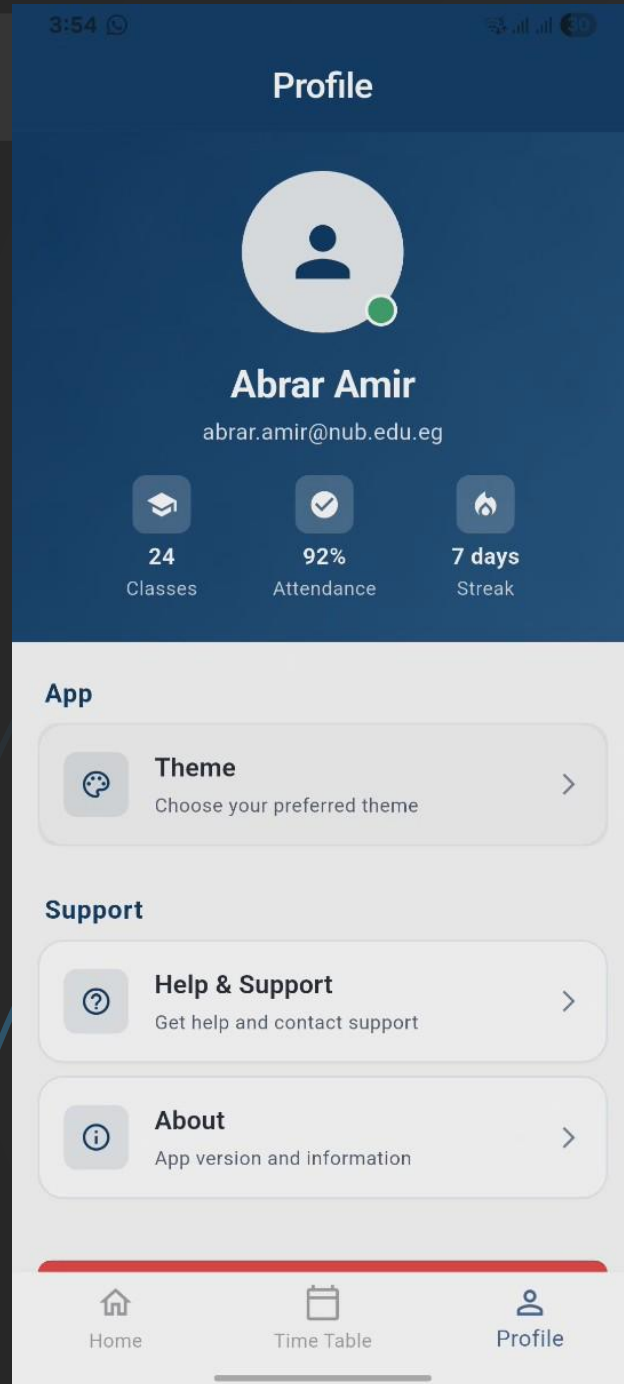 3:54
30
Profile
Abrar Amir
abrar.amir@nub.edu.eg
24 92% 7 days
Classes Attendance Streak
App
Theme
Choose your preferred theme
Support
Help & Support
Get help and contact support
About
App version and information
Home Time Table Profile